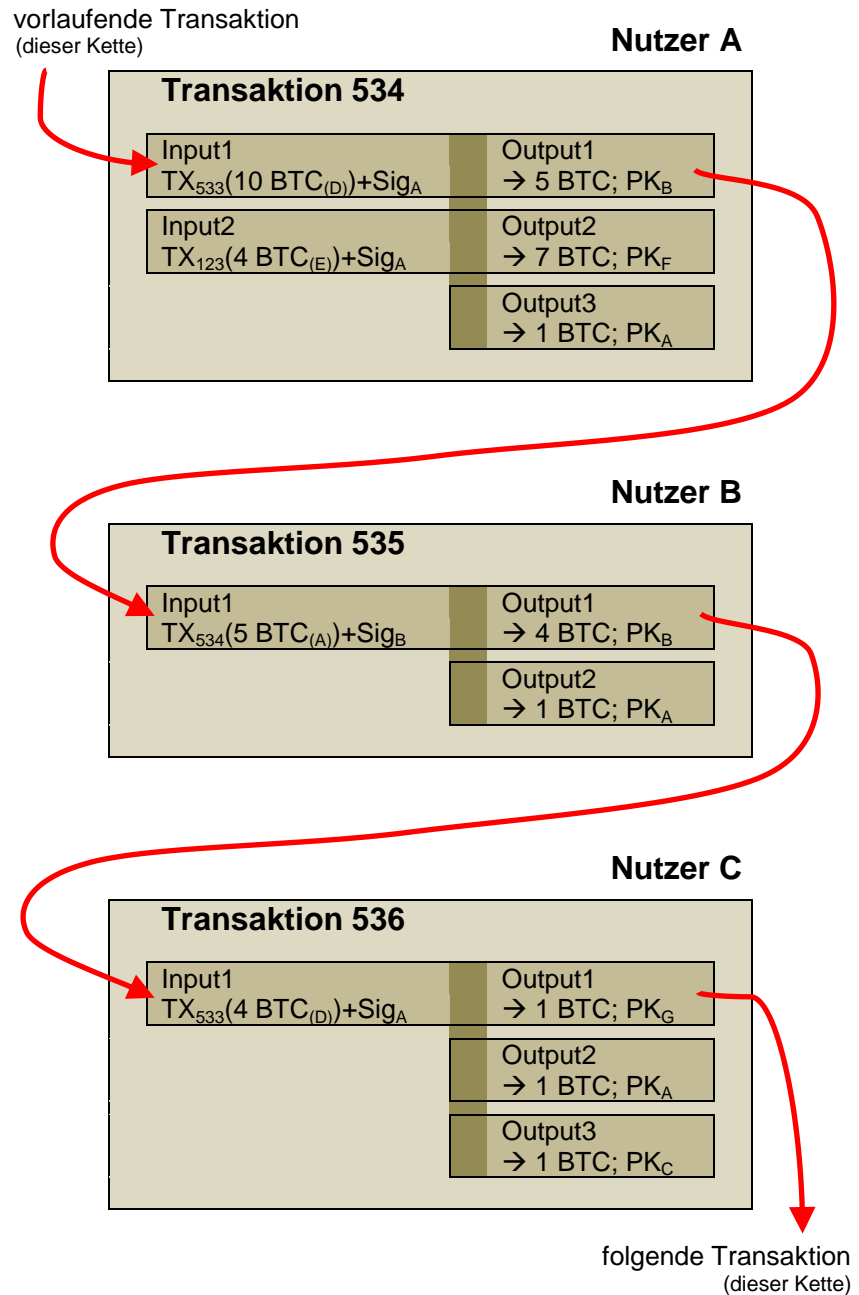 vorlaufende Transaktion
(dieser Kette)
Nutzer A
Transaktion 534
Input1
TX533(10 BTC(D))+SigA
Output1
→ 5 BTC; PKB
Input2
TX123(4 BTC(E))+SigA
Output2
→ 7 BTC; PKF
Output3
→ 1 BTC; PKA
Nutzer B
Transaktion 535
Input1
TX534(5 BTC(A))+SigB
Output1
→ 4 BTC; PKB
Output2
→ 1 BTC; PKA
Nutzer C
Transaktion 536
Input1
TX533(4 BTC(D))+SigA
Output1
→ 1 BTC; PKG
Output2
→ 1 BTC; PKA
Output3
→ 1 BTC; PKC
folgende Transaktion
(dieser Kette)